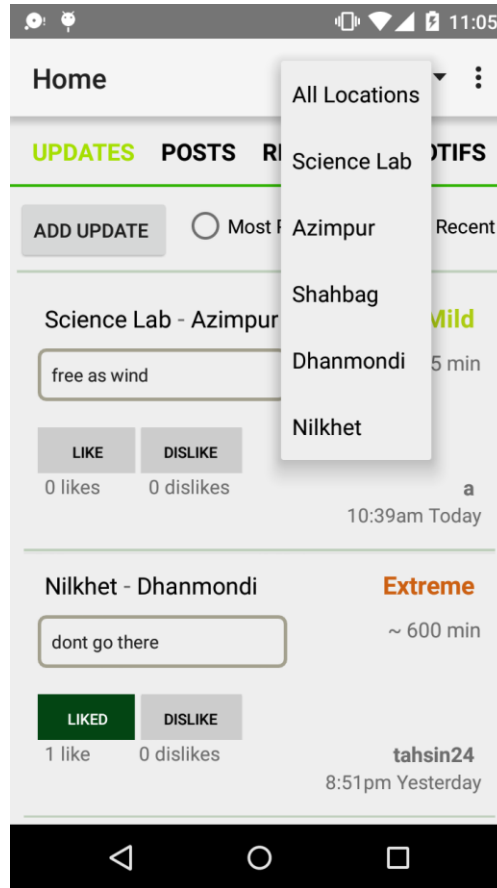 11:05
Home
All Locations
Science Lab
Azimpur
Shahbag
Dhanmondi
Nilkhet
UPDATES POSTS
ADD UPDATE Most Recent
Science Lab - Azimpur Mild
free as wind
5 min
LIKE DISLIKE
0 likes 0 dislikes
a
10:39am Today
Nilkhet - Dhanmondi Extreme
dont go there
~ 600 min
LIKED DISLIKE
1 like 0 dislikes
tahsin24
8:51pm Yesterday